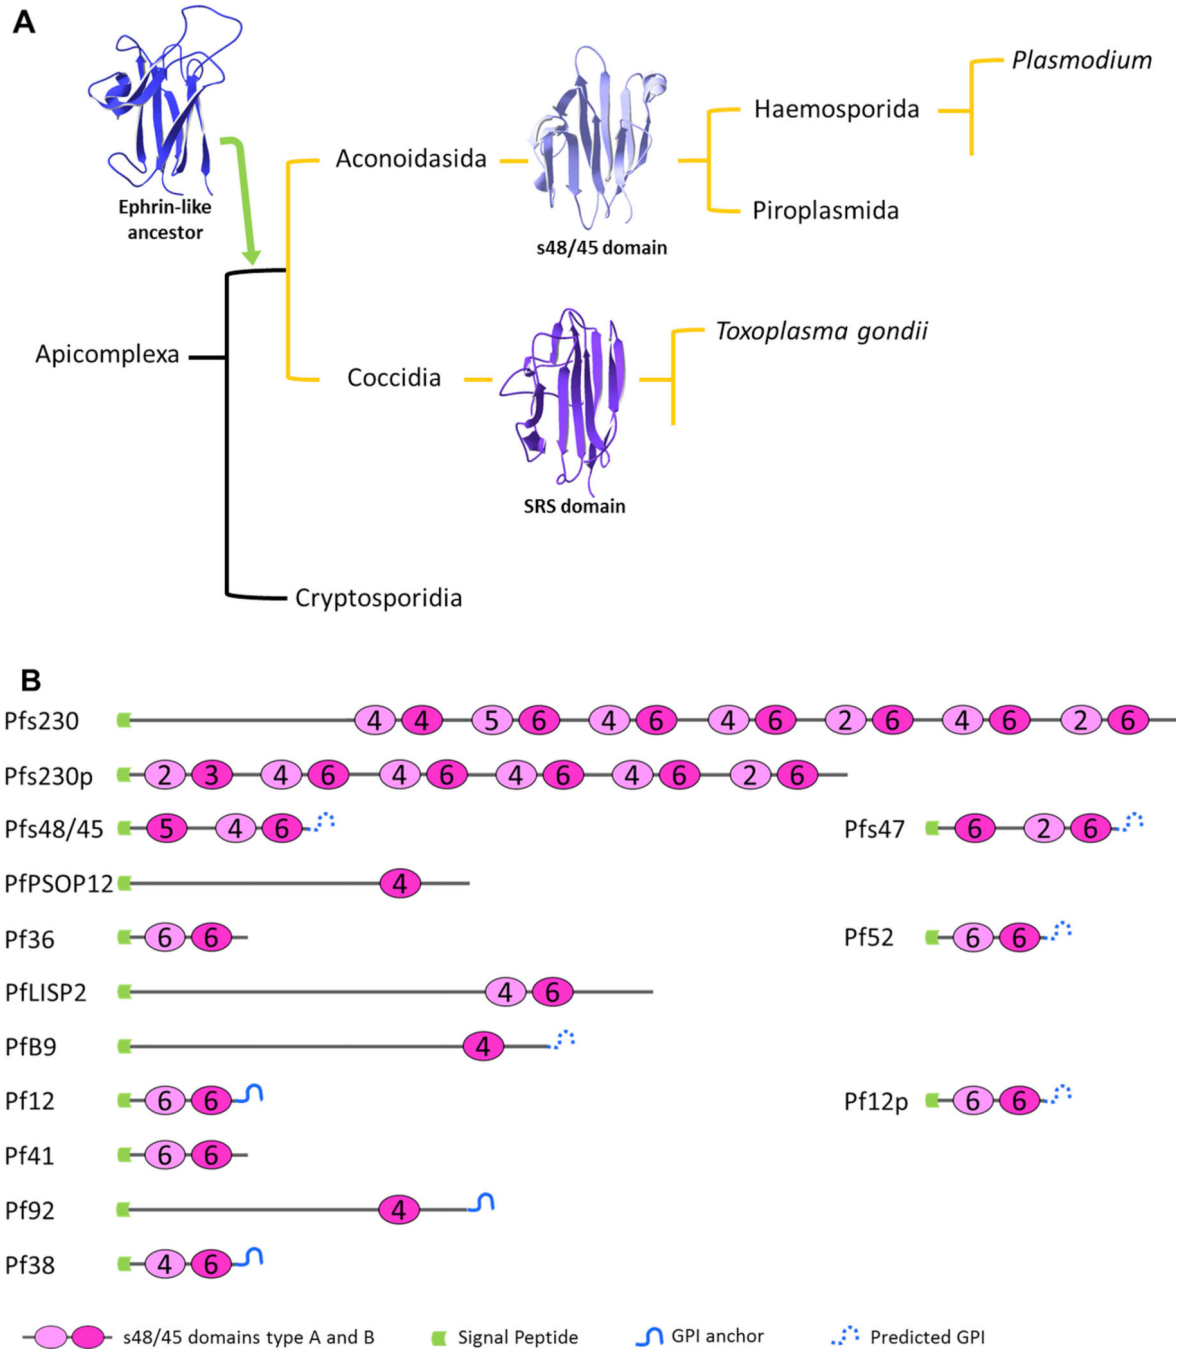 A
Ephrin-like
ancestor
Aconoidasida
s48/45 domain
Haemosporida
Plasmodium
Piroplasmida
Apicomplexa
Coccidia
SRS domain
Toxoplasma gondii
Cryptosporidia
B
Pfs230 4 4 5 6 4 6 4 6 2 6 4 6 2 6
Pfs230p 2 3 4 6 4 6 4 6 4 6 2 6
Pfs48/45 5 4 6 Pfs47 6 2 6
PfPSOP12 4
Pf36 6 6 Pf52 6 6
PfLISP2 4 6
PfB9 4
Pf12 6 6 Pf12p 6 6
Pf41 6 6
Pf92 4
Pf38 4 6
s48/45 domains type A and B Signal Peptide GPI anchor Predicted GPI